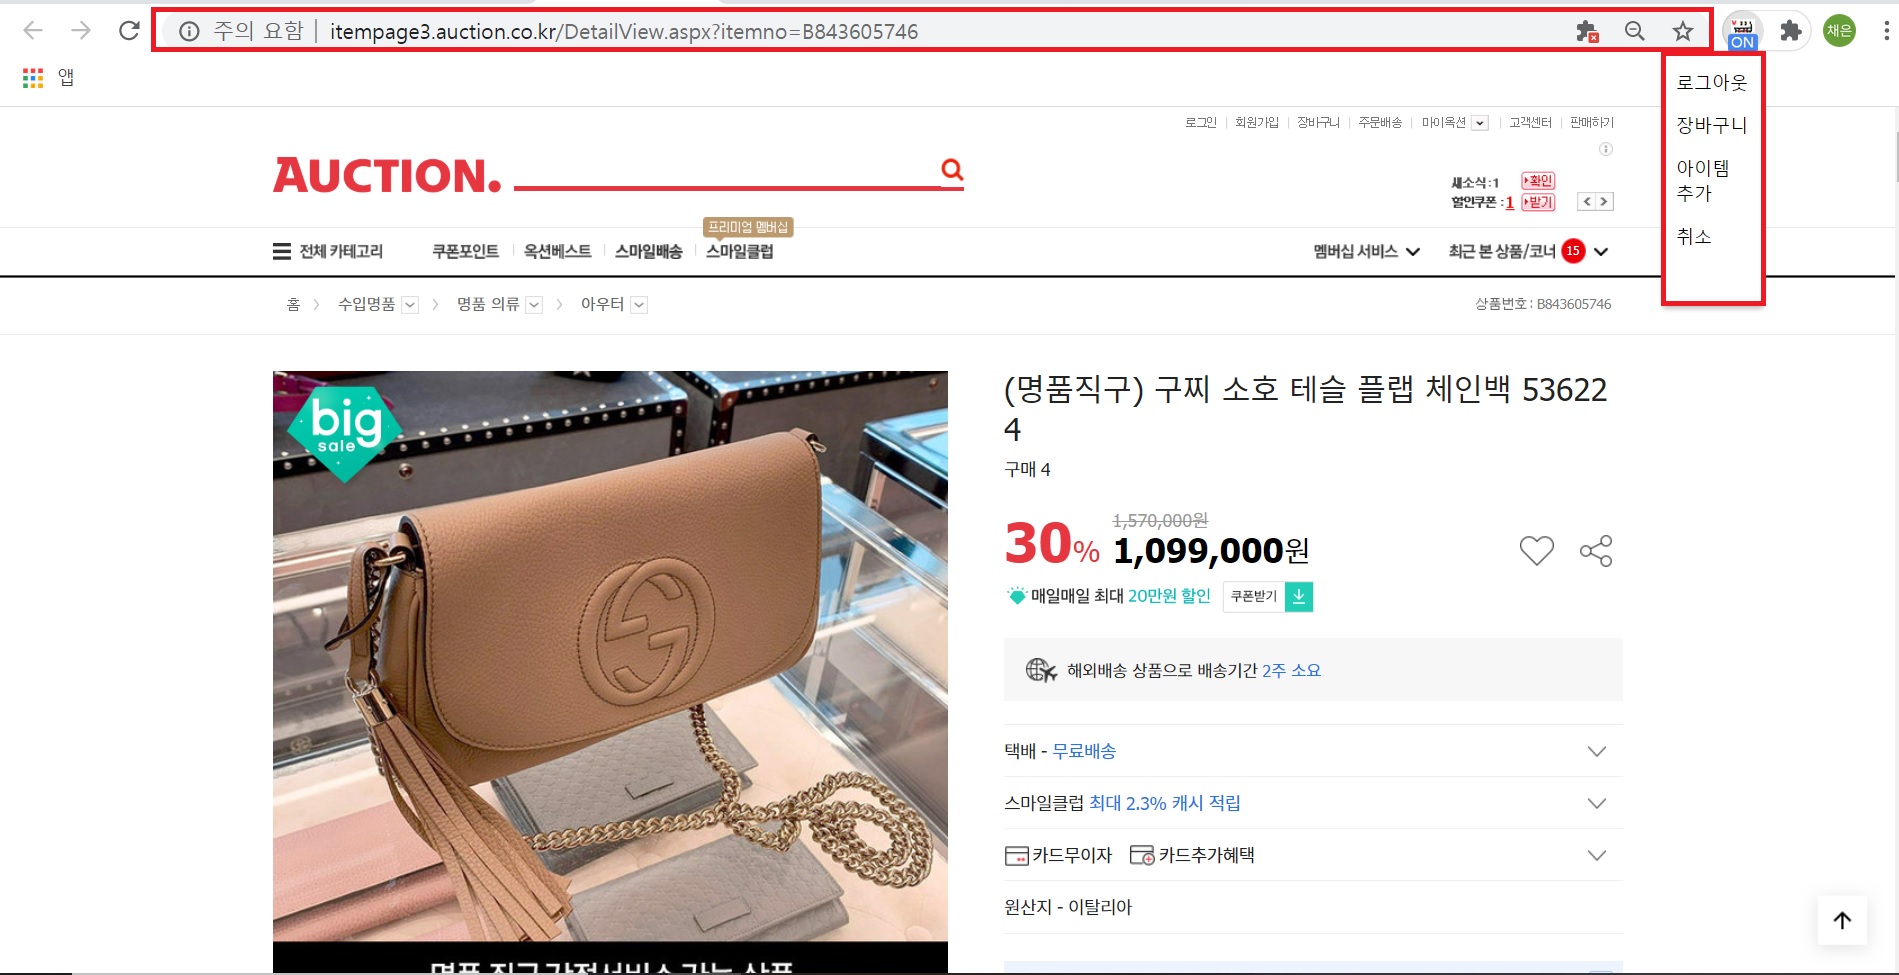 주의 요함 | itempage3.auction.co.kr/DetailView.aspx?itemno=B843605746
ON
채은
앱
로그아웃
장바구니
아이템
추가
취소
로그인 회원가입 장바구니 주문배송 마이옥션 고객센터 판매하기
AUCTION.
새소식:1 확인
할인쿠폰 :1 받기
프리미엄 멤버십
전체 카테고리 쿠폰포인트 옥션베스트 스마일배송 스마일클럽 멤버십 서비스 최근 본 상품/코너 15
홈 수입명품 명품 의류 아우터 상품번호 : B843605746
big
sale
(명품직구) 구찌 소호 테슬 플랩 체인백 53622
4
구매 4
1,570,000원
30% 1,099,000원
매일매일 최대 20만원 할인 쿠폰받기
해외배송 상품으로 배송기간 2주 소요
택배 - 무료배송
스마일클럽 최대 2.3% 캐시 적립
카드무이자 카드추가혜택
원산지 - 이탈리아